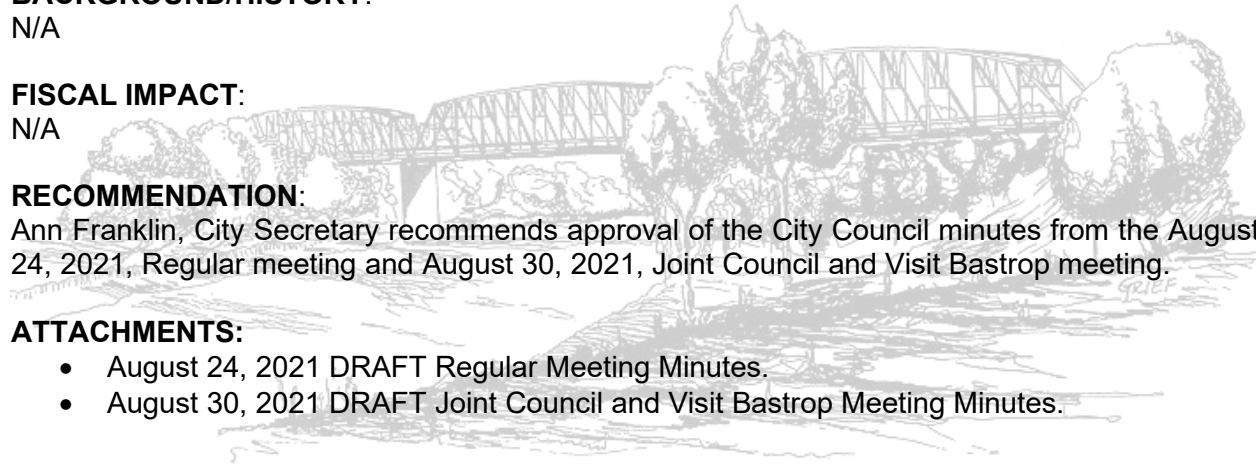 BACKGROUND/HISTORY:
N/A
FISCAL IMPACT:
N/A
RECOMMENDATION:
Ann Franklin, City Secretary recommends approval of the City Council minutes from the August
24, 2021, Regular meeting and August 30, 2021, Joint Council and Visit Bastrop meeting.
GRICE
ATTACHMENTS:
• August 24, 2021 DRAFT Regular Meeting Minutes.
• August 30, 2021 DRAFT Joint Council and Visit Bastrop Meeting Minutes.